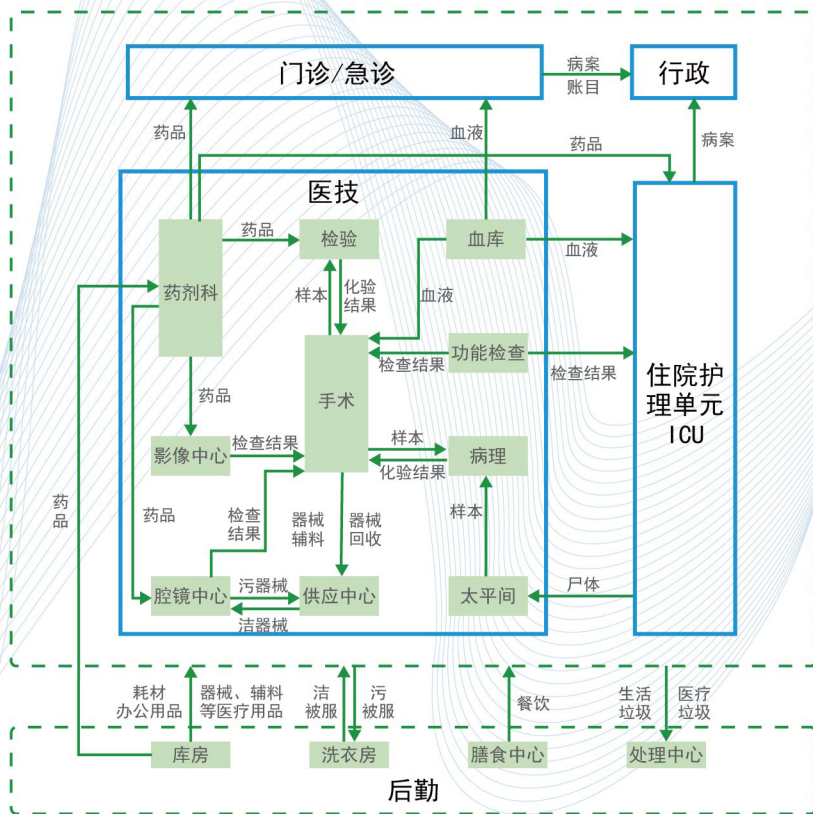 门诊/急诊
病案
账目
行政
药品
血液
药品
病案
医技
药剂科
药品
检验
血库
血液
样本
化验
结果
血液
功能检查
检查结果
检查结果
手术
住院护
理单元
ICU
药品
影像中心
检查结果
样本
化验结果
病理
药
品
药品
检查
结果
器械
辅料
器械
回收
样本
腔镜中心
污器械
洁器械
供应中心
太平间
尸体
耗材
办公用品
器械、辅料
等医疗用品
洁
被服
污
被服
餐饮
生活
垃圾
医疗
垃圾
库房
洗衣房
膳食中心
处理中心
后勤